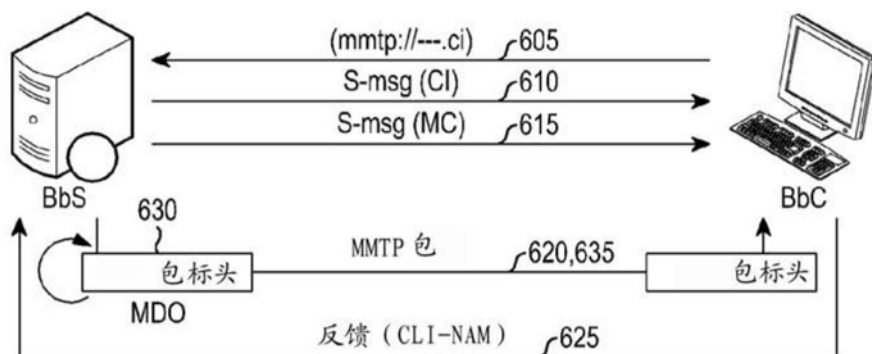 (mmtp://---.ci) 605
S-msg (CI) 610
S-msg (MC) 615
BbS
BbC
630
包标头
MMTP 包
620,635
包标头
MDO
反馈 (CLI-NAM) 625